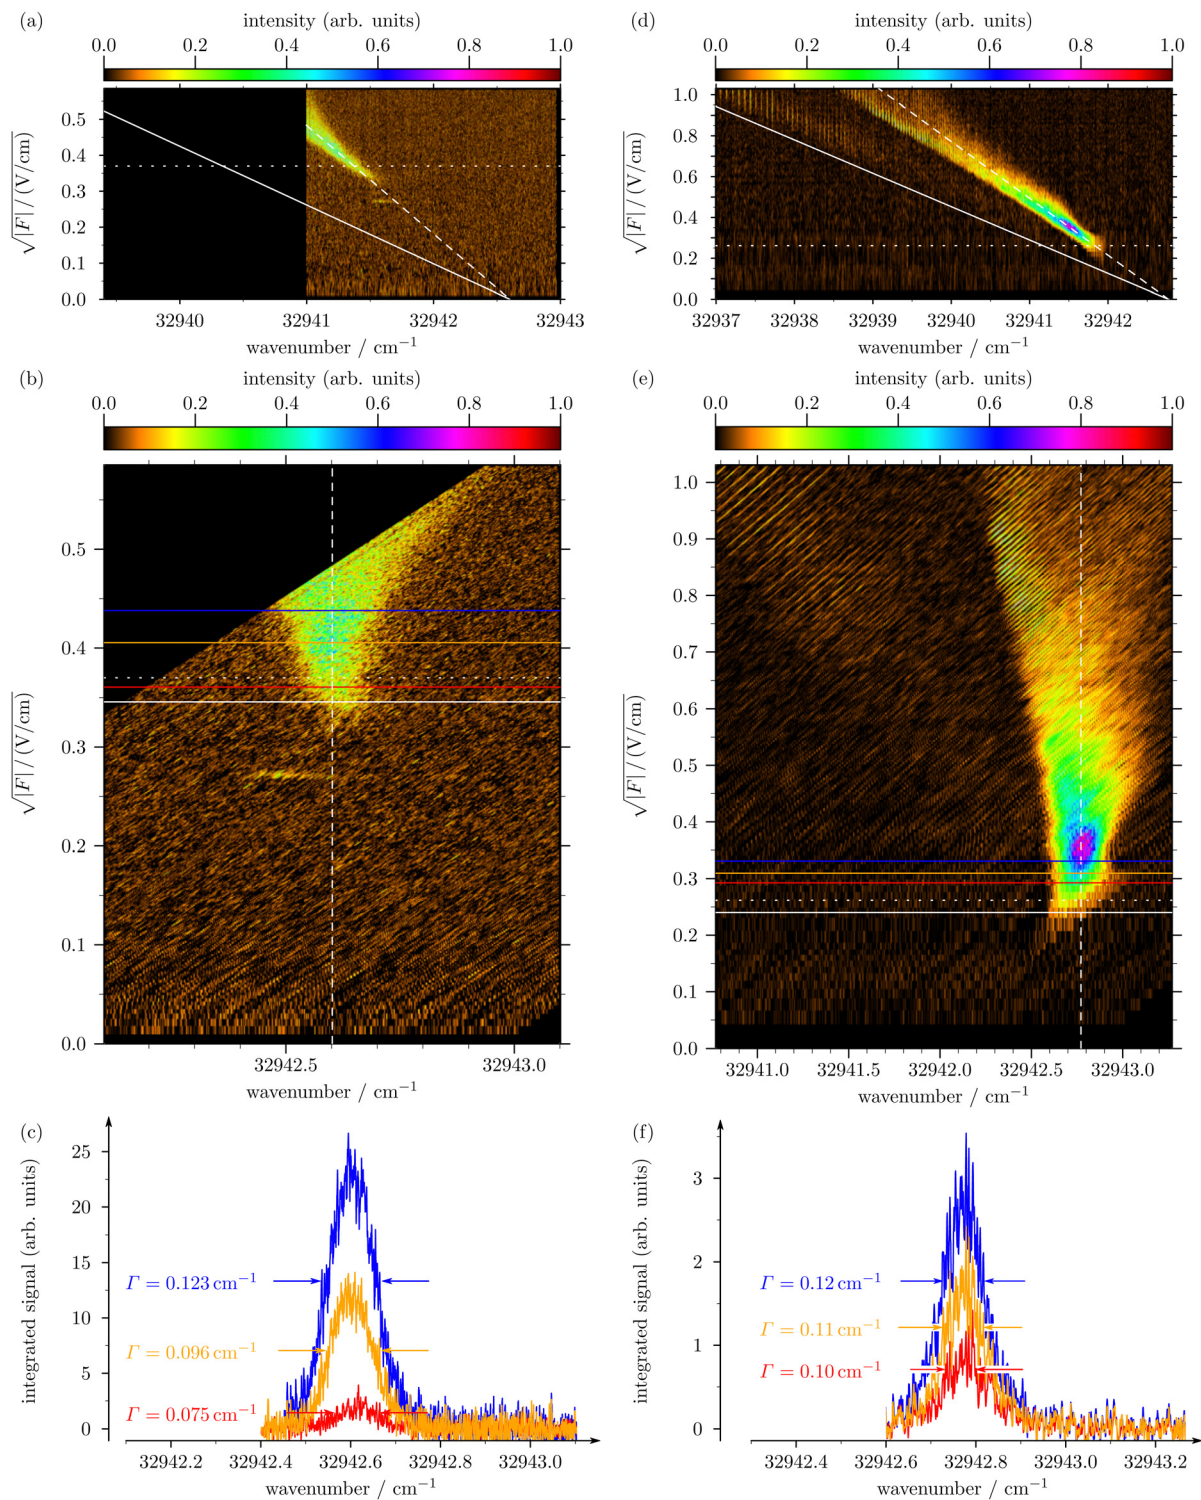 (a)
intensity (arb. units)
0.0 0.2 0.4 0.6 0.8 1.0
√|F| / (V/cm)
0.5
0.4
0.3
0.2
0.1
0.0
32940 32941 32942 32943
wavenumber / cm⁻¹
(d)
intensity (arb. units)
0.0 0.2 0.4 0.6 0.8 1.0
√|F| / (V/cm)
1.0
0.8
0.6
0.4
0.2
0.0
32937 32938 32939 32940 32941 32942
wavenumber / cm⁻¹
(b)
intensity (arb. units)
0.0 0.2 0.4 0.6 0.8 1.0
√|F| / (V/cm)
0.5
0.4
0.3
0.2
0.1
0.0
32942.5 32943.0
wavenumber / cm⁻¹
(e)
intensity (arb. units)
0.0 0.2 0.4 0.6 0.8 1.0
√|F| / (V/cm)
1.0
0.9
0.8
0.7
0.6
0.5
0.4
0.3
0.2
0.1
0.0
32941.0 32941.5 32942.0 32942.5 32943.0
wavenumber / cm⁻¹
(c)
integrated signal (arb. units)
25
20
15
10
5
0
Γ = 0.123 cm⁻¹
Γ = 0.096 cm⁻¹
Γ = 0.075 cm⁻¹
32942.2 32942.4 32942.6 32942.8 32943.0
wavenumber / cm⁻¹
(f)
integrated signal (arb. units)
3
2
1
0
Γ = 0.12 cm⁻¹
Γ = 0.11 cm⁻¹
Γ = 0.10 cm⁻¹
32942.4 32942.6 32942.8 32943.0 32943.2
wavenumber / cm⁻¹